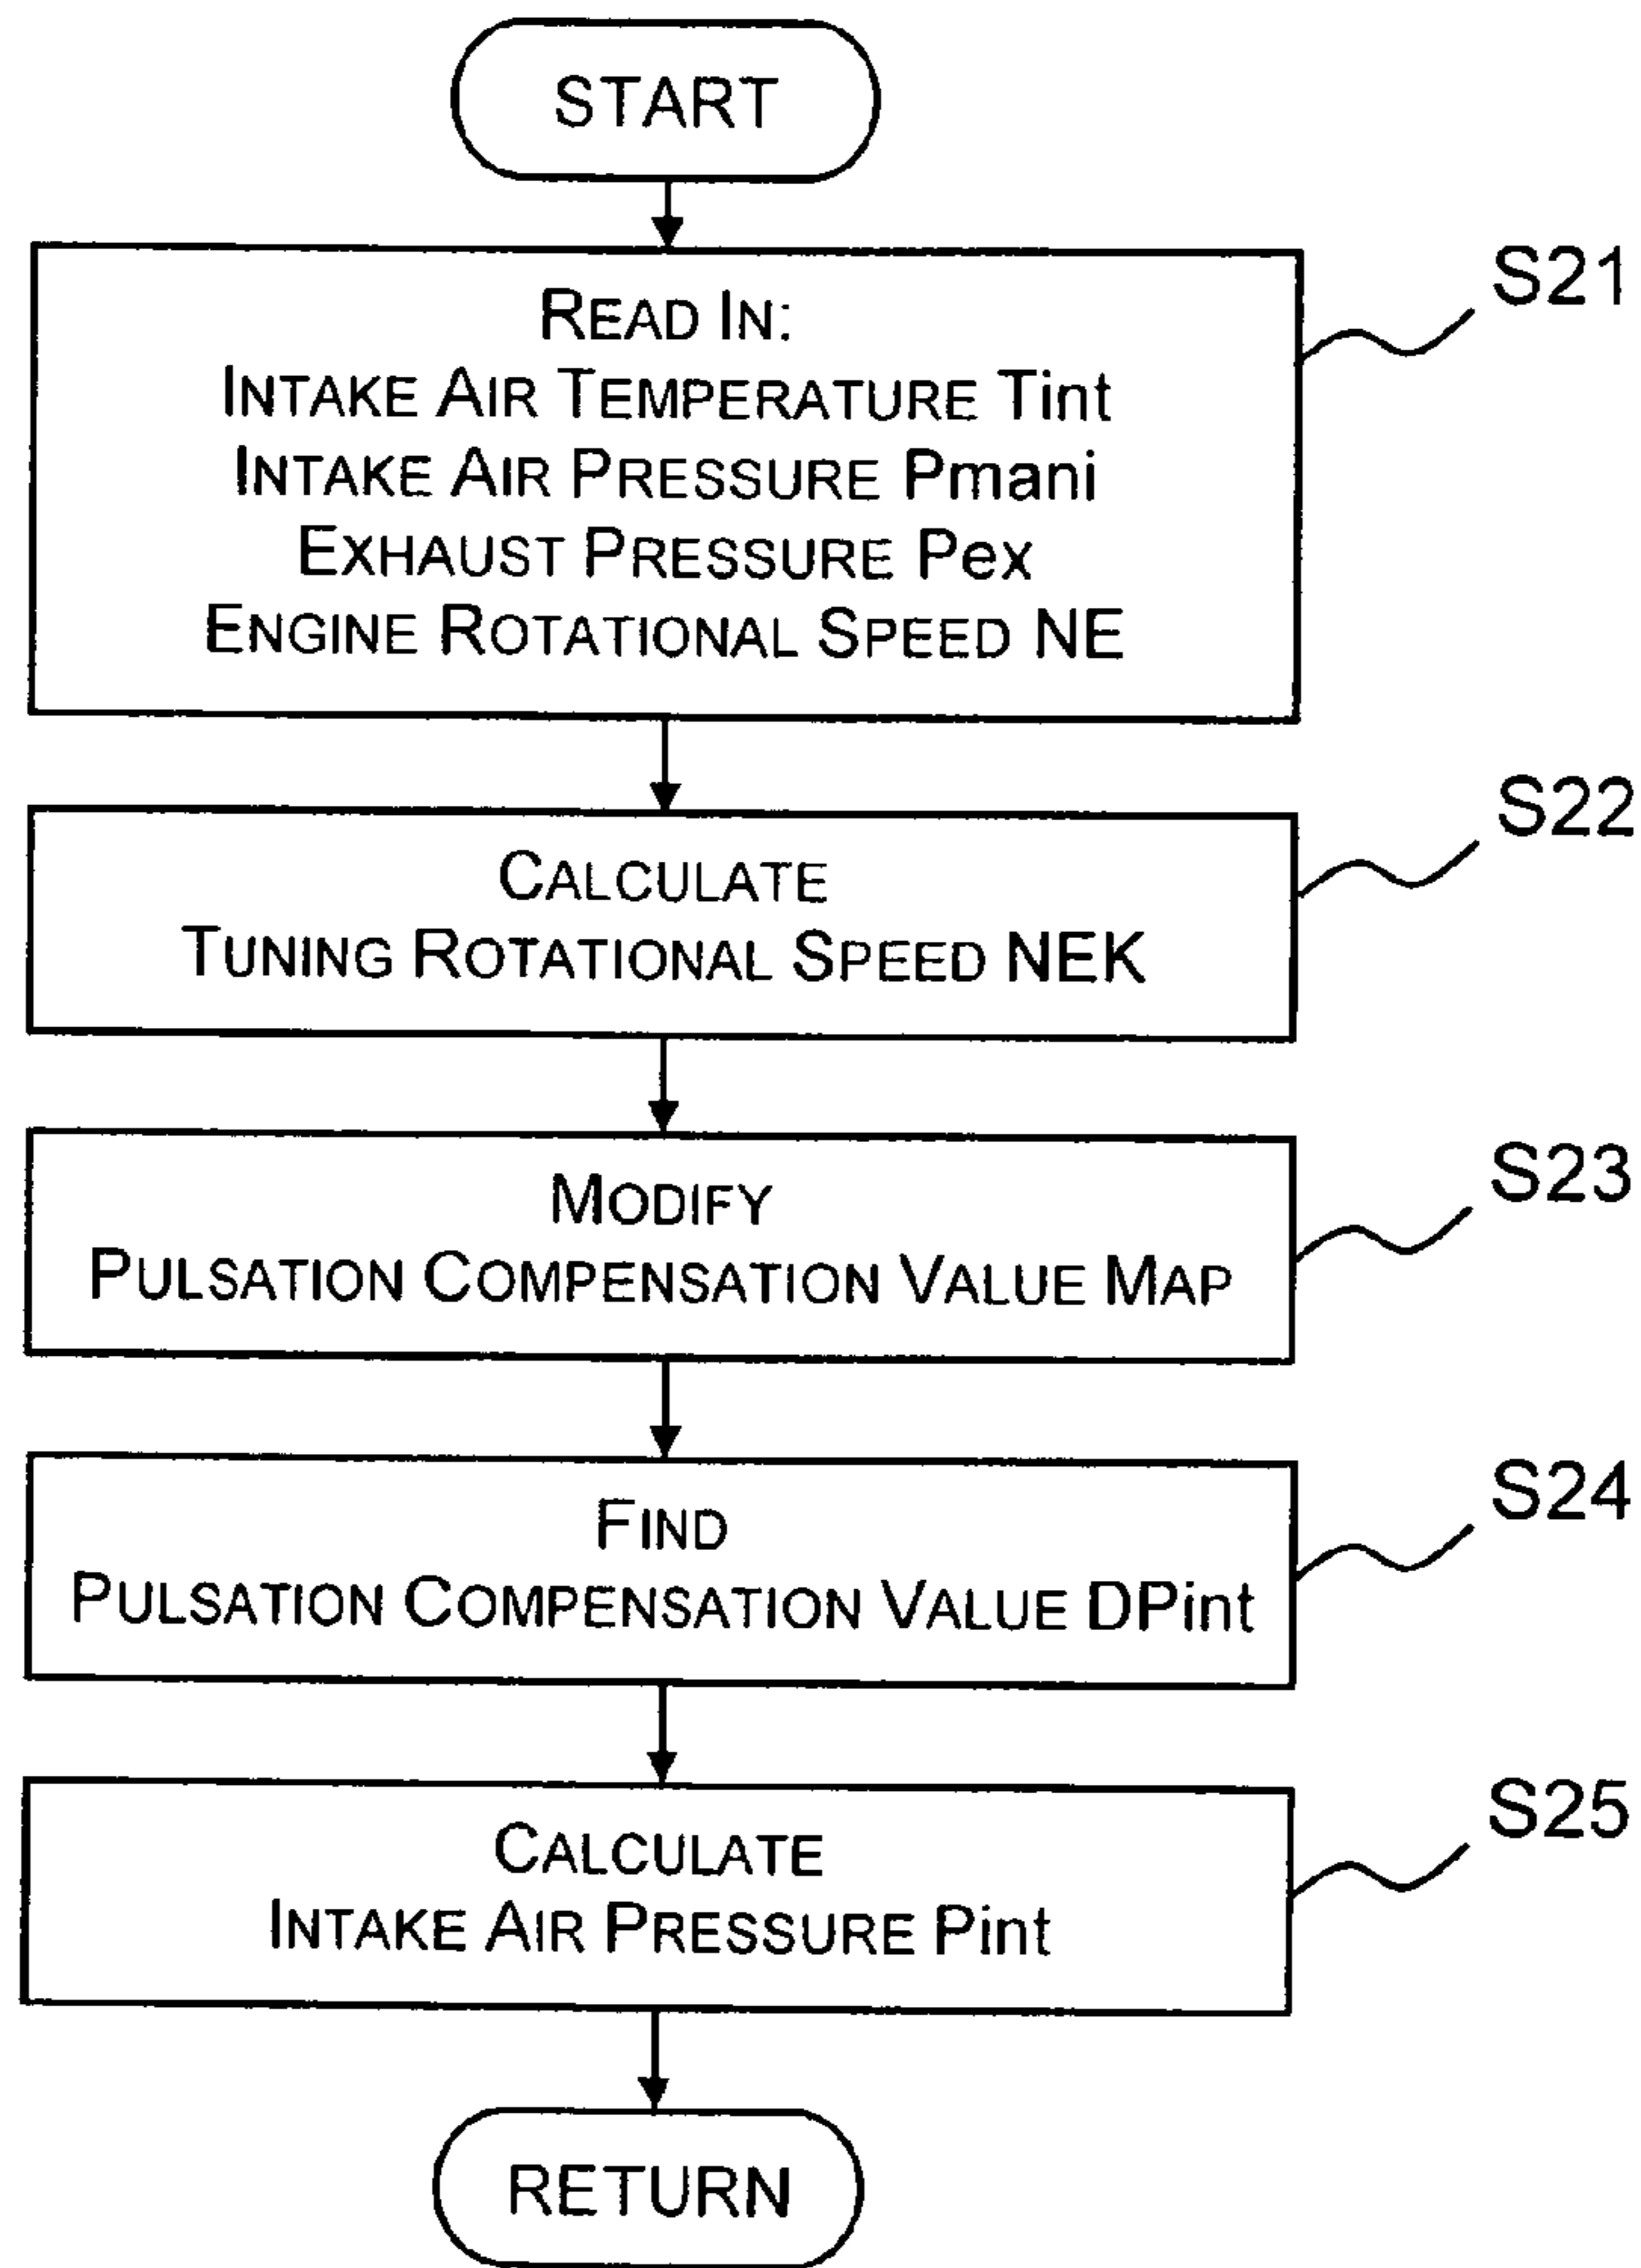 START
READ IN:
INTAKE AIR TEMPERATURE Tint
INTAKE AIR PRESSURE Pmani
EXHAUST PRESSURE Pex
ENGINE ROTATIONAL SPEED NE
S21
CALCULATE
TUNING ROTATIONAL SPEED NEK
S22
MODIFY
PULSATION COMPENSATION VALUE MAP
S23
FIND
PULSATION COMPENSATION VALUE DPint
S24
CALCULATE
INTAKE AIR PRESSURE Pint
S25
RETURN